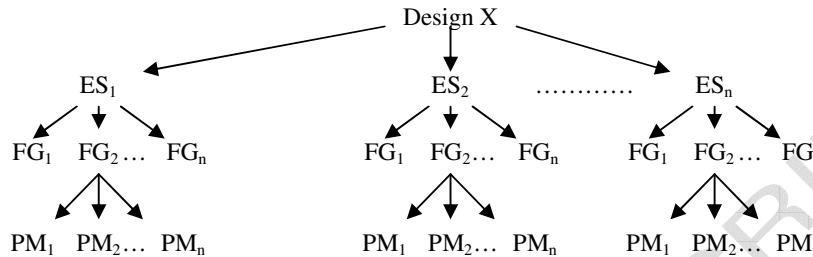 Design X
ES₁ ES₂ ………… ESₙ
FG₁ FG₂… FGₙ FG₁ FG₂… FGₙ FG₁ FG₂… FG
PM₁ PM₂… PMₙ PM₁ PM₂… PMₙ PM₁ PM₂… PM